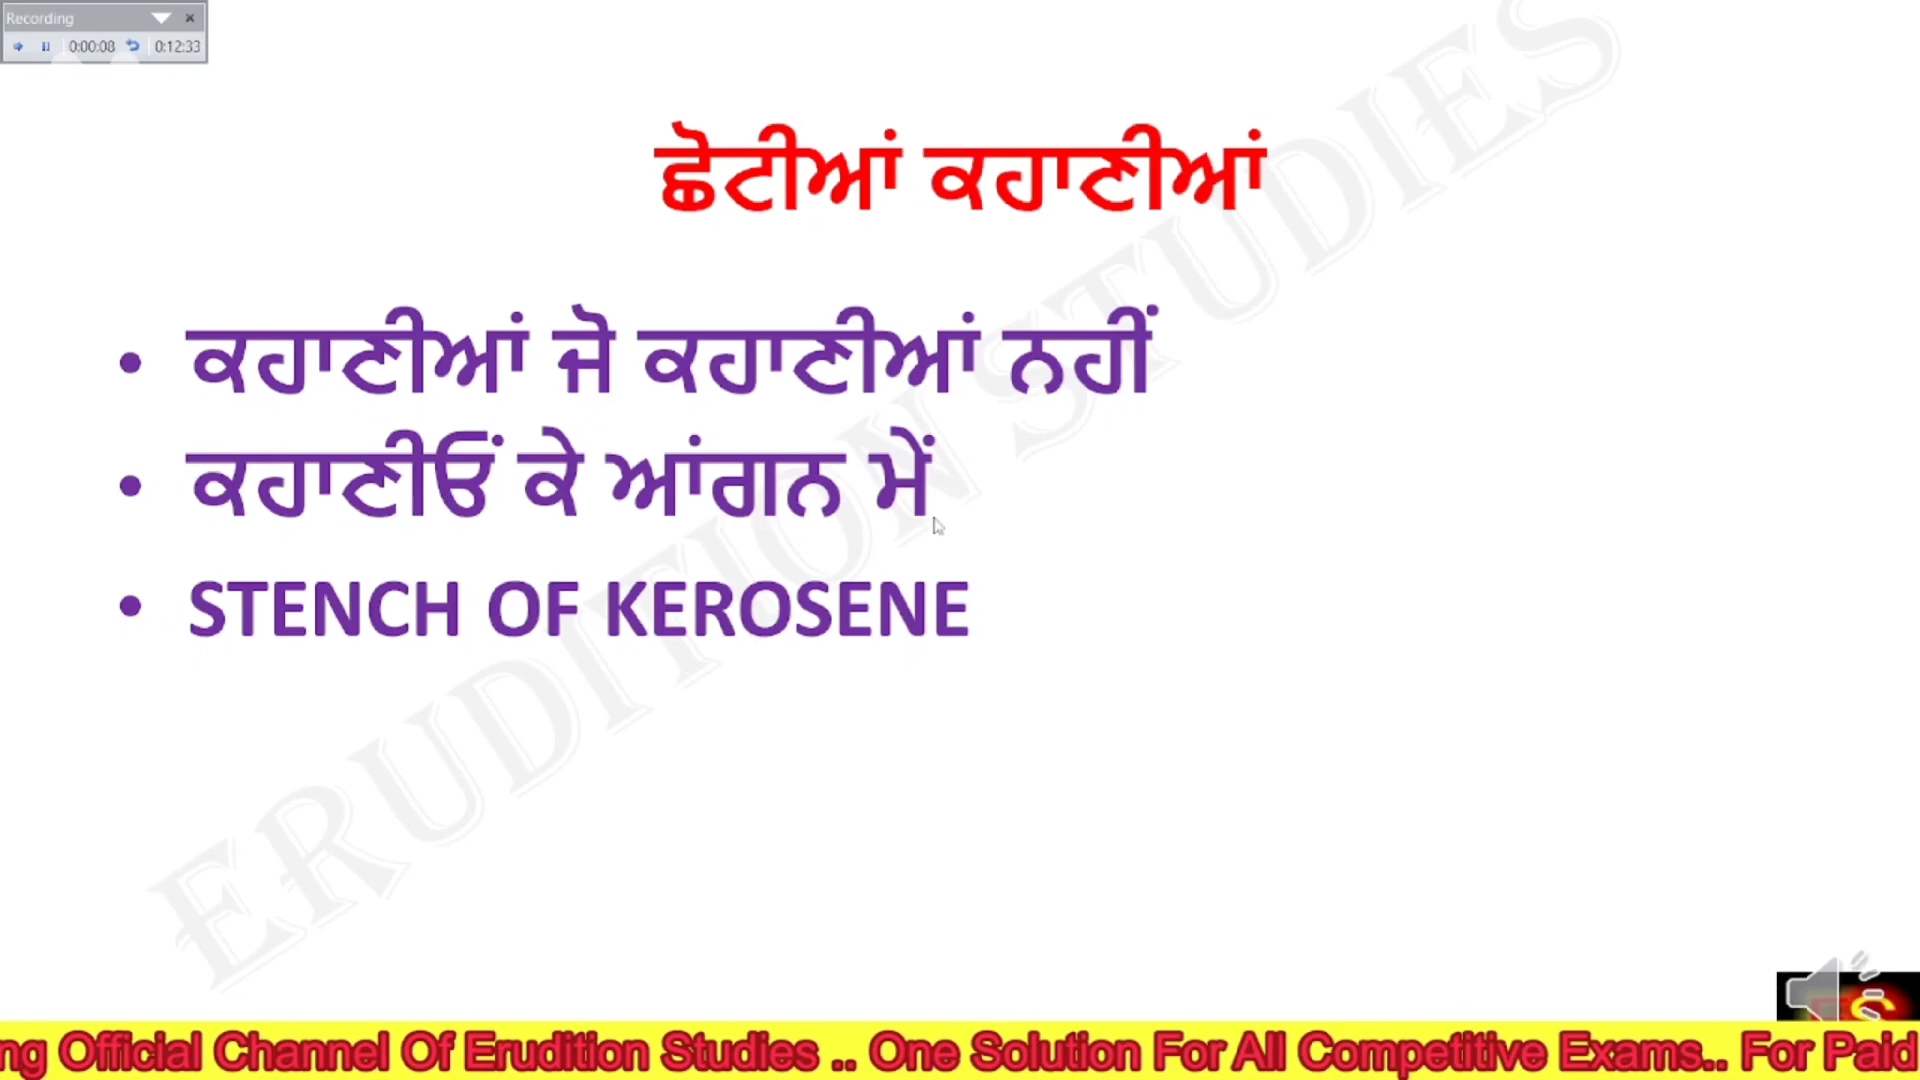 Recording
0:00:08 0:12:33
ਛੋਟੀਆਂ ਕਹਾਣੀਆਂ
• ਕਹਾਣੀਆਂ ਜੋ ਕਹਾਣੀਆਂ ਨਹੀਂ
• ਕਹਾਣੀਓਂ ਕੇ ਆਂਗਨ ਮੇਂ
• STENCH OF KEROSENE
ERUDITION STUDIES
ng Official Channel Of Erudition Studies .. One Solution For All Competitive Exams.. For Paid